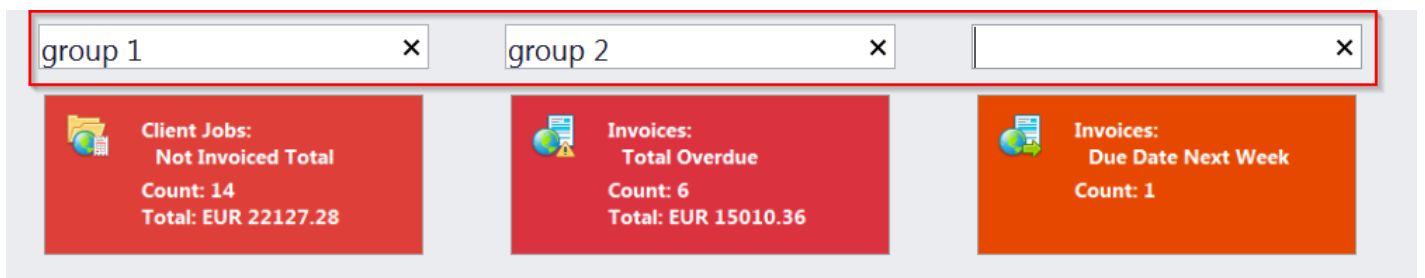 group 1
group 2
Client Jobs:
Not Invoiced Total
Count: 14
Total: EUR 22127.28
Invoices:
Total Overdue
Count: 6
Total: EUR 15010.36
Invoices:
Due Date Next Week
Count: 1